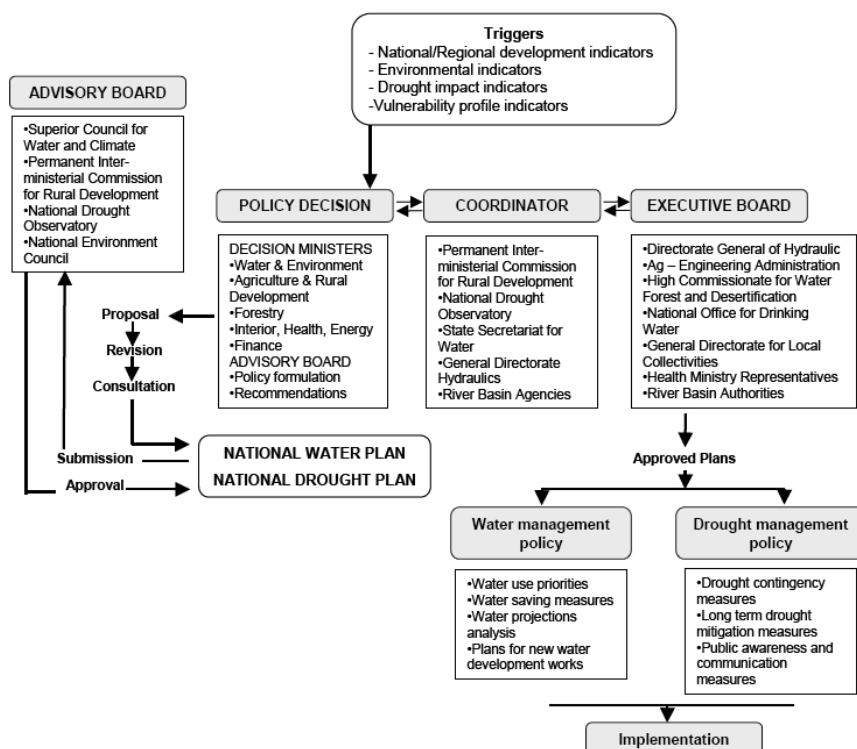 Triggers
- National/Regional development indicators
- Environmental indicators
- Drought impact indicators
-Vulnerability profile indicators
ADVISORY BOARD
•Superior Council for
Water and Climate
•Permanent Inter-
ministerial Commission
for Rural Development
•National Drought
Observatory
•National Environment
Council
POLICY DECISION
DECISION MINISTERS
•Water & Environment
•Agriculture & Rural
Development
•Forestry
•Interior, Health, Energy
•Finance
ADVISORY BOARD
•Policy formulation
•Recommendations
COORDINATOR
•Permanent Inter-
ministerial Commission
for Rural Development
•National Drought
Observatory
•State Secretariat for
Water
•General Directorate
Hydraulics
•River Basin Agencies
EXECUTIVE BOARD
•Directorate General of Hydraulic
•Ag – Engineering Administration
•High Commissionate for Water
Forest and Desertification
•National Office for Drinking
Water
•General Directorate for Local
Collectivities
•Health Ministry Representatives
•River Basin Authorities
Proposal
Revision
Consultation
Submission
Approval
NATIONAL WATER PLAN
NATIONAL DROUGHT PLAN
Approved Plans
Water management
policy
•Water use priorities
•Water saving measures
•Water projections
analysis
•Plans for new water
development works
Drought management
policy
•Drought contingency
measures
•Long term drought
mitigation measures
•Public awareness and
communication
measures
Implementation